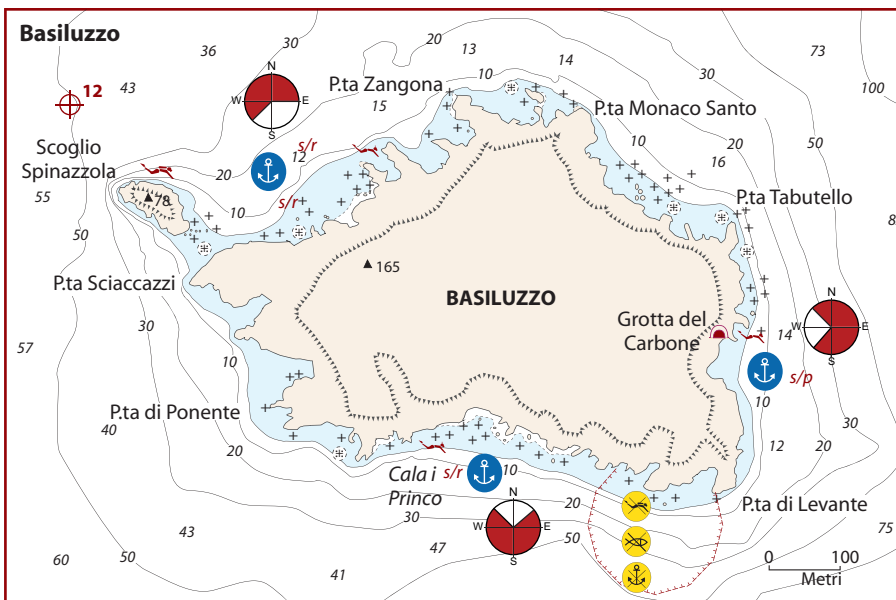 Basiluzzo
36
30
20
13
14
73
43
12
N
W
E
S
P.ta Zangona
10
15
30
100
P.ta Monaco Santo
50
Scoglio
Spinazzola
s/r
12
20
10
20
16
55
78
10
s/r
P.ta Tabutello
8
50
P.ta Sciaccazzi
165
BASILUZZO
Grotta del
Carbone
N
W
E
S
14
30
57
10
s/p
10
P.ta di Ponente
40
20
30
12
20
Cala i
Princo
s/r
10
20
P.ta di Levante
30
N
W
E
S
43
47
50
75
60
50
41
0
100
Metri